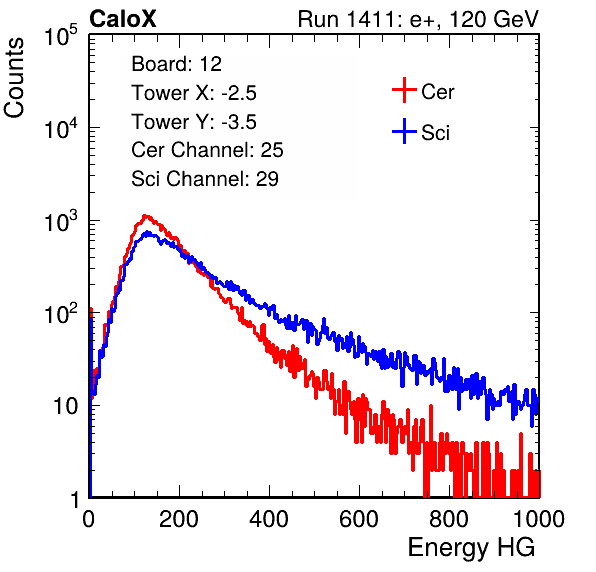 CaloX Run 1411: e+, 120 GeV
Counts
Board: 12
Tower X: -2.5
Tower Y: -3.5
Cer Channel: 25
Sci Channel: 29
Cer
Sci
10^5
10^4
10^3
10^2
10
1
0 200 400 600 800 1000
Energy HG